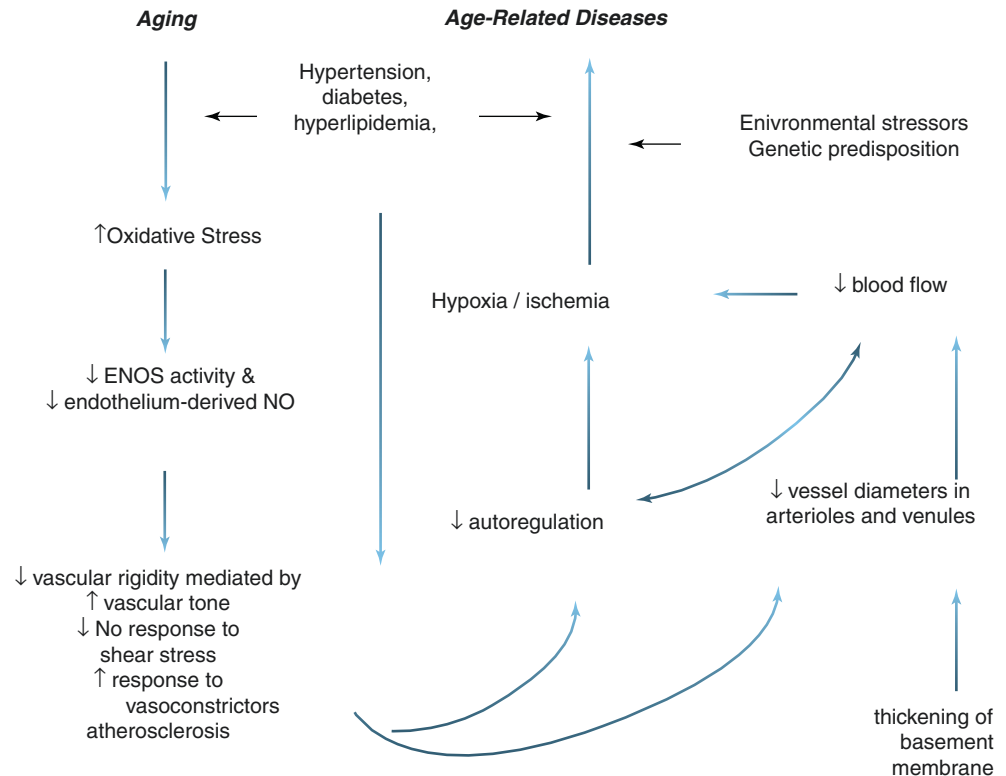 Aging
Age-Related Diseases
Hypertension,
diabetes,
hyperlipidemia,
Enivronmental stressors
Genetic predisposition
↑Oxidative Stress
Hypoxia / ischemia
↓ blood flow
↓ ENOS activity &
↓ endothelium-derived NO
↓ autoregulation
↓ vessel diameters in
arterioles and venules
↓ vascular rigidity mediated by
↑ vascular tone
↓ No response to
shear stress
↑ response to
vasoconstrictors
atherosclerosis
thickening of
basement
membrane